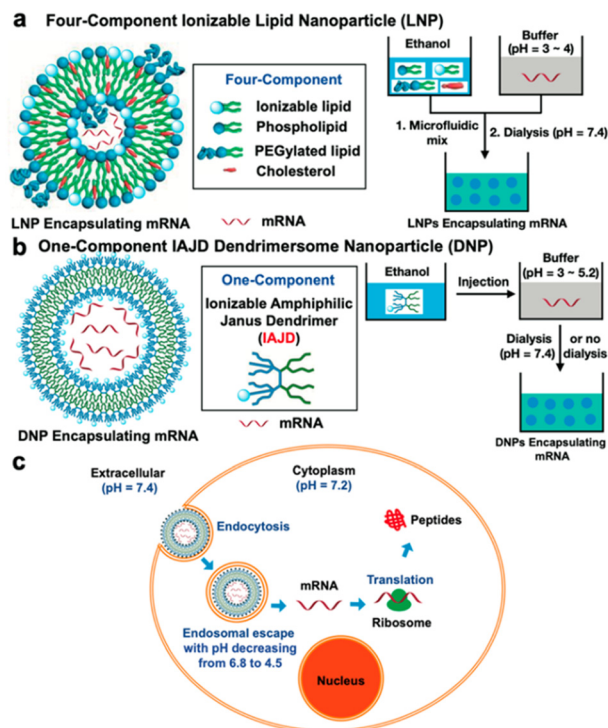 a Four-Component Ionizable Lipid Nanoparticle (LNP)
LNP Encapsulating mRNA
Four-Component
Ionizable lipid
Phospholipid
PEGylated lipid
Cholesterol
mRNA
Ethanol
Buffer
(pH = 3 ~ 4)
1. Microfluidic
mix
2. Dialysis (pH = 7.4)
LNPs Encapsulating mRNA
b One-Component IAJD Dendrimersome Nanoparticle (DNP)
DNP Encapsulating mRNA
One-Component
Ionizable Amphiphilic
Janus Dendrimer
(IAJD)
mRNA
Ethanol
Injection
Buffer
(pH = 3 ~ 5.2)
Dialysis
(pH = 7.4)
or no
dialysis
DNPs Encapsulating
mRNA
c
Extracellular
(pH = 7.4)
Cytoplasm
(pH = 7.2)
Endocytosis
Endosomal escape
with pH decreasing
from 6.8 to 4.5
mRNA
Translation
Ribosome
Peptides
Nucleus